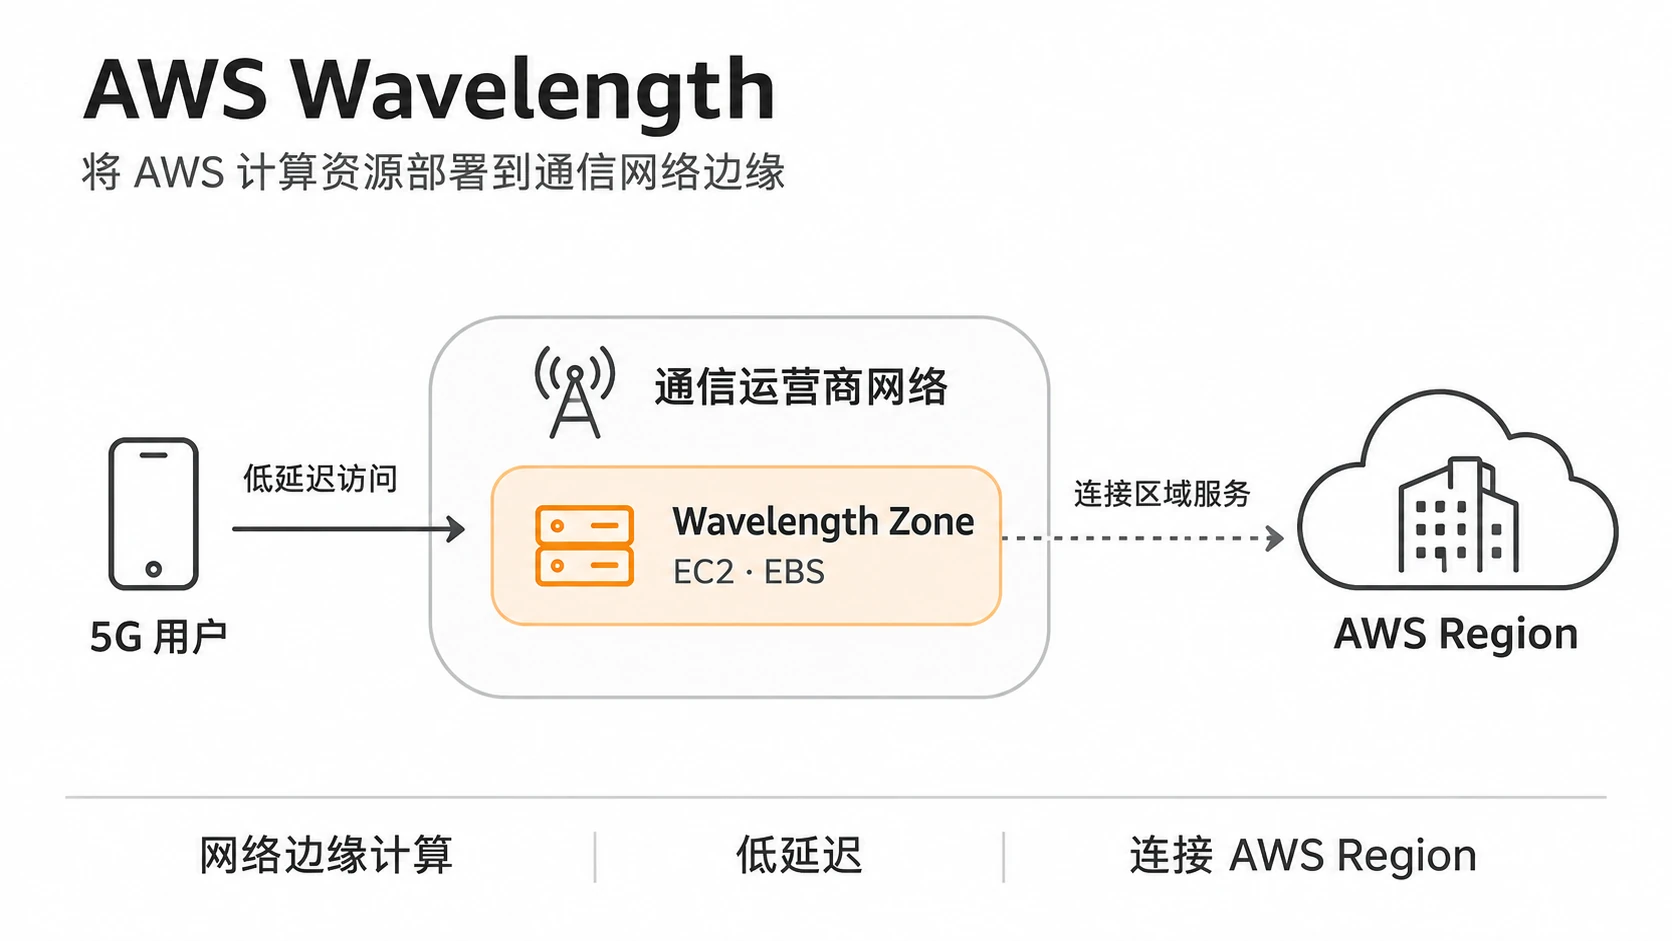 AWS Wavelength
将 AWS 计算资源部署到通信网络边缘
通信运营商网络
低延迟访问
Wavelength Zone
EC2 · EBS
连接区域服务
5G 用户
AWS Region
网络边缘计算
低延迟
连接 AWS Region